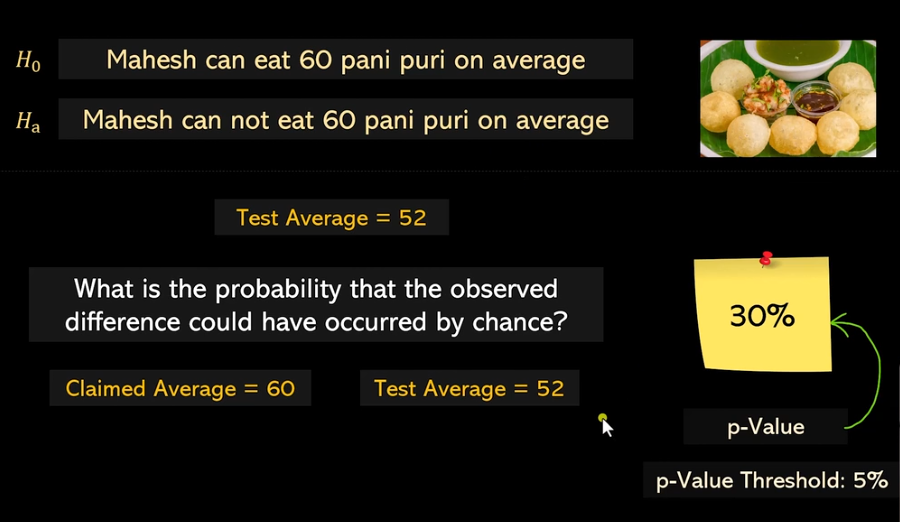 H₀ Mahesh can eat 60 pani puri on average
Hₐ Mahesh can not eat 60 pani puri on average
Test Average = 52
What is the probability that the observed
difference could have occurred by chance?
30%
Claimed Average = 60
Test Average = 52
p-Value
p-Value Threshold: 5%